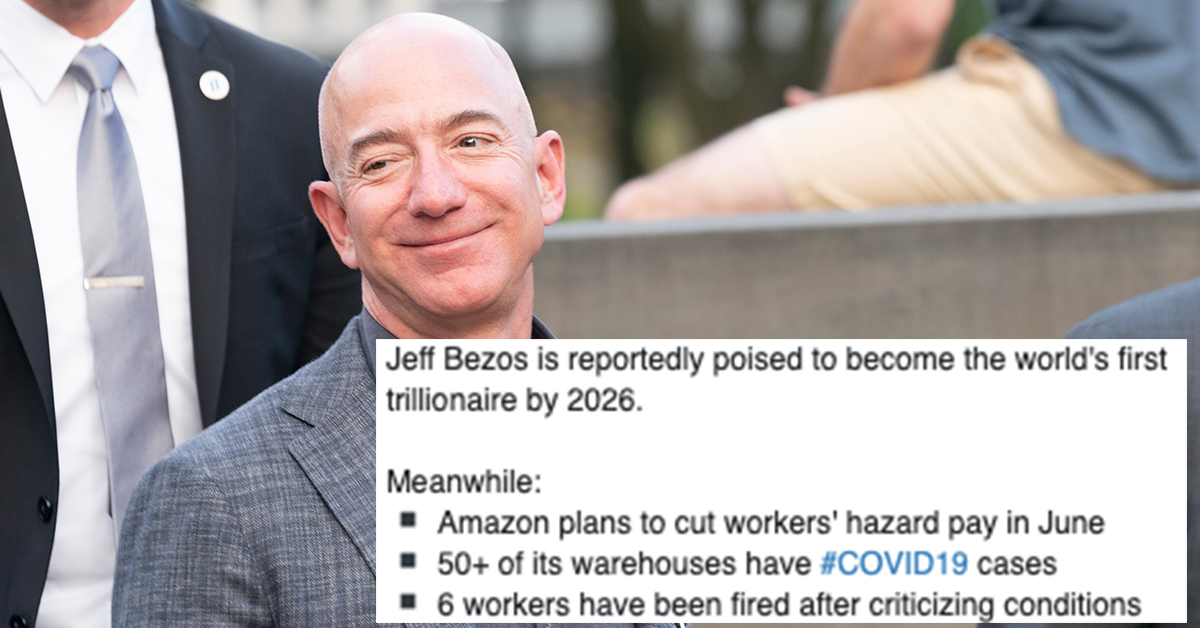 Jeff Bezos is reportedly poised to become the world's first
trillionaire by 2026.
Meanwhile:
■ Amazon plans to cut workers' hazard pay in June
■ 50+ of its warehouses have #COVID19 cases
■ 6 workers have been fired after criticizing conditions